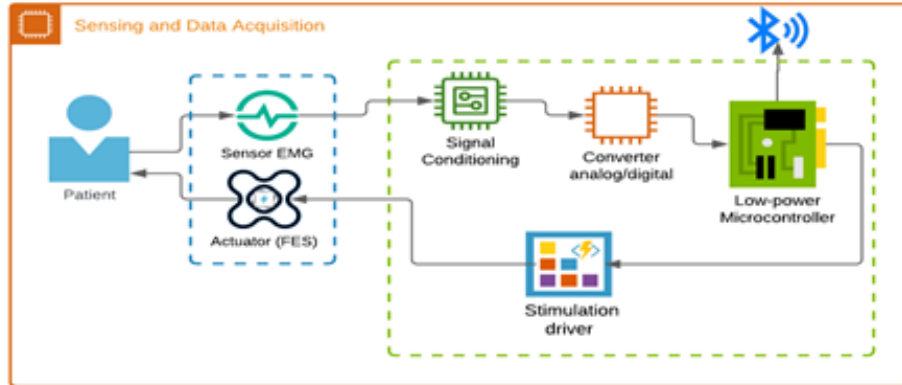 Sensing and Data Acquisition
Patient
Sensor EMG
Actuator (FES)
Signal
Conditioning
Converter
analog/digital
Low-power
Microcontroller
Stimulation
driver